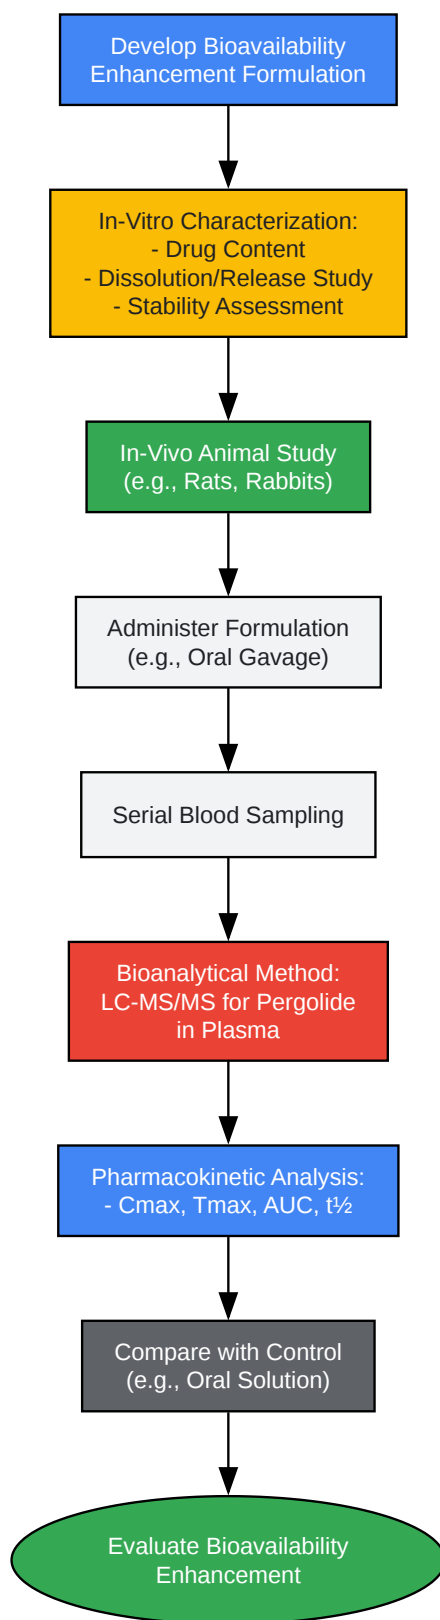 Develop Bioavailability
Enhancement Formulation
In-Vitro Characterization:
- Drug Content
- Dissolution/Release Study
- Stability Assessment
In-Vivo Animal Study
(e.g., Rats, Rabbits)
Administer Formulation
(e.g., Oral Gavage)
Serial Blood Sampling
Bioanalytical Method:
LC-MS/MS for Pergolide
in Plasma
Pharmacokinetic Analysis:
- Cmax, Tmax, AUC, t½
Compare with Control
(e.g., Oral Solution)
Evaluate Bioavailability
Enhancement